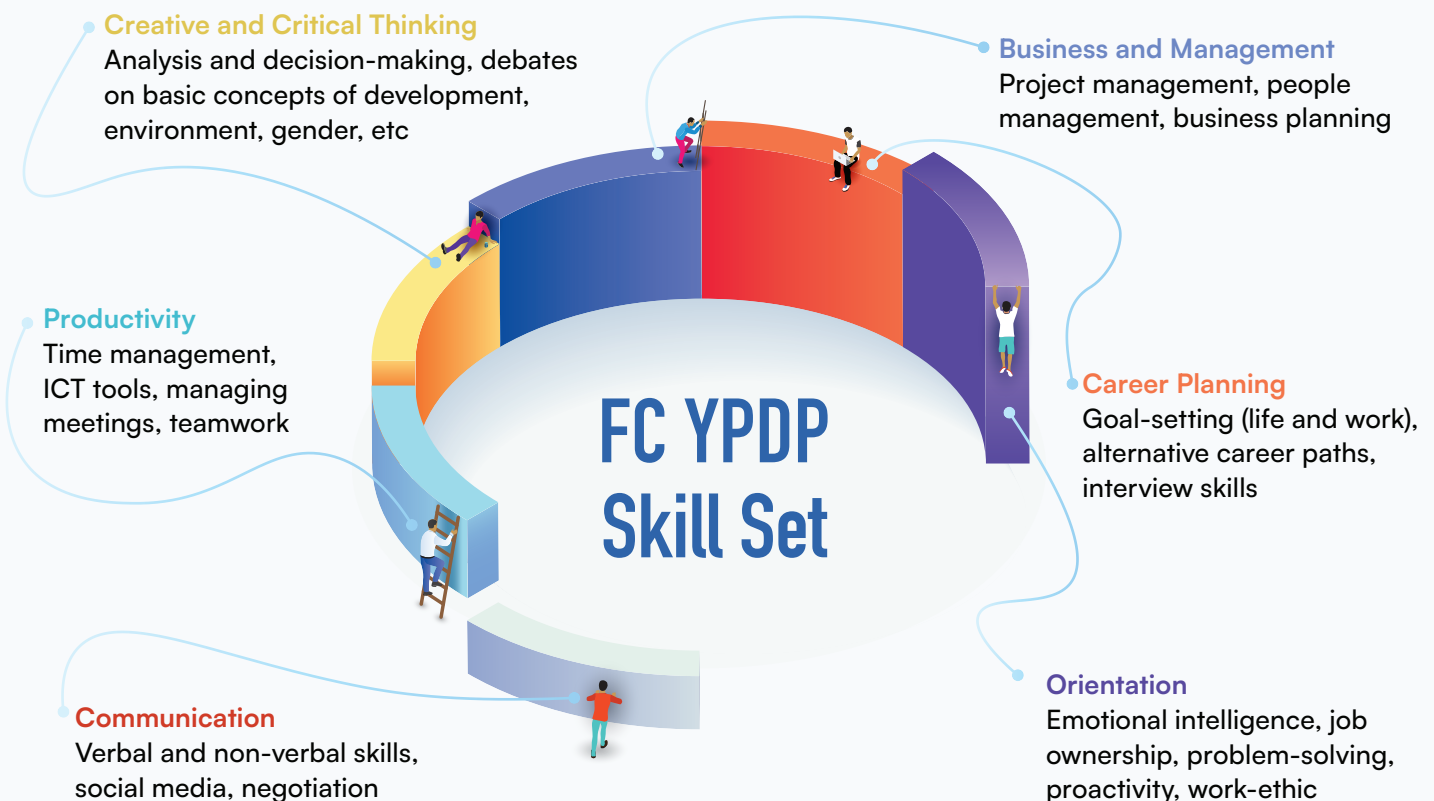 Creative and Critical Thinking
Analysis and decision-making, debates
on basic concepts of development,
environment, gender, etc
Business and Management
Project management, people
management, business planning
Productivity
Time management,
ICT tools, managing
meetings, teamwork
FC YPDP
Skill Set
Career Planning
Goal-setting (life and work),
alternative career paths,
interview skills
Communication
Verbal and non-verbal skills,
social media, negotiation
Orientation
Emotional intelligence, job
ownership, problem-solving,
proactivity, work-ethic